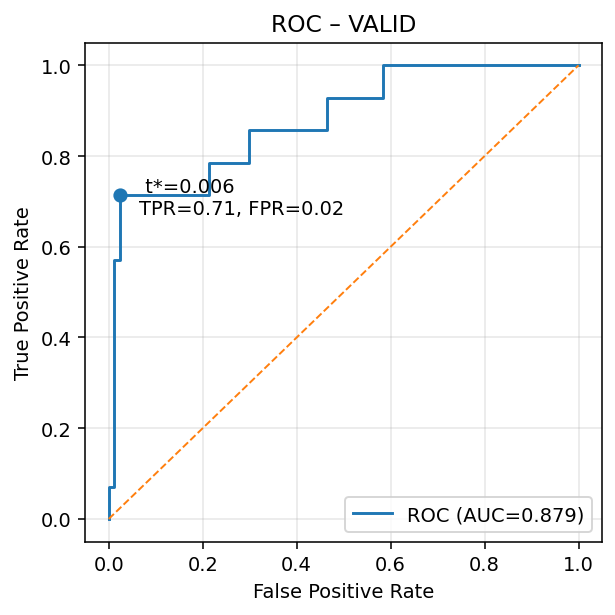 ROC – VALID
1.0
0.8
0.6
0.4
0.2
0.0
True Positive Rate
t*=0.006
TPR=0.71, FPR=0.02
ROC (AUC=0.879)
0.0 0.2 0.4 0.6 0.8 1.0
False Positive Rate